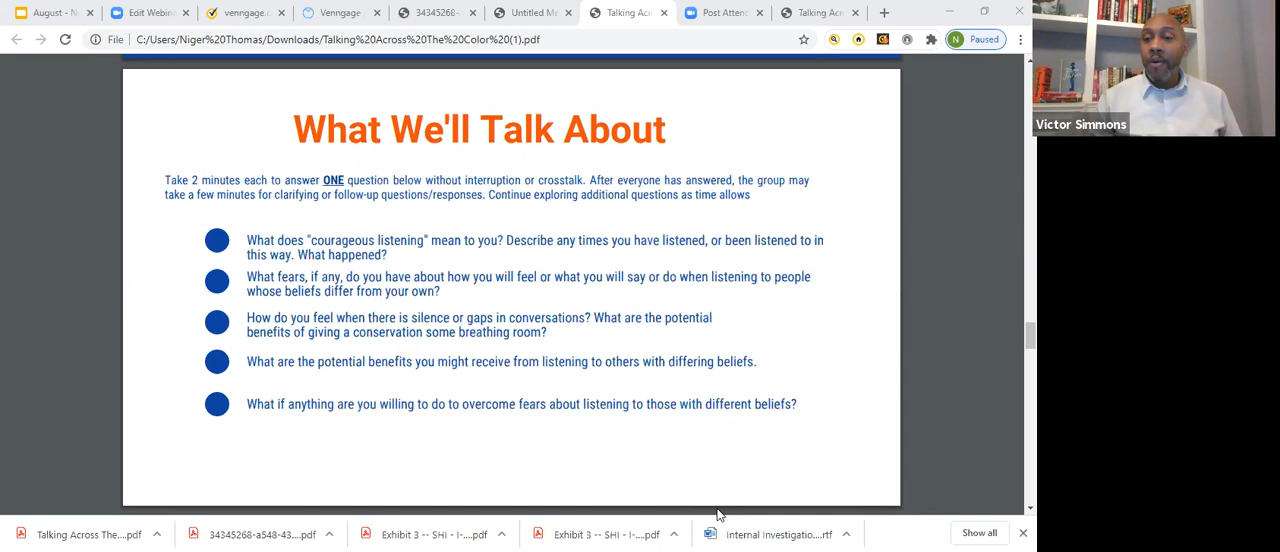 August - N
Edit Webin
venngage.
Venngage
34345268-
Untitled Me
Talking Acr
Post Attend
Talking Acr
File
C:/Users/Niger%20Thomas/Downloads/Talking%20Across%20The%20Color%20(1).pdf
N
Paused
Victor Simmons
What We'll Talk About
Take 2 minutes each to answer ONE question below without interruption or crosstalk. After everyone has answered, the group may
take a few minutes for clarifying or follow-up questions/responses. Continue exploring additional questions as time allows
What does "courageous listening" mean to you? Describe any times you have listened, or been listened to in
this way. What happened?
What fears, if any, do you have about how you will feel or what you will say or do when listening to people
whose beliefs differ from your own?
How do you feel when there is silence or gaps in conversations? What are the potential
benefits of giving a conservation some breathing room?
What are the potential benefits you might receive from listening to others with differing beliefs.
What if anything are you willing to do to overcome fears about listening to those with different beliefs?
Talking Across The....pdf
34345268-a548-43....pdf
Exhibit 3 -- SHI - I-....pdf
Exhibit 3 -- SHI - I-....pdf
Internal Investigatio....rtf
Show all